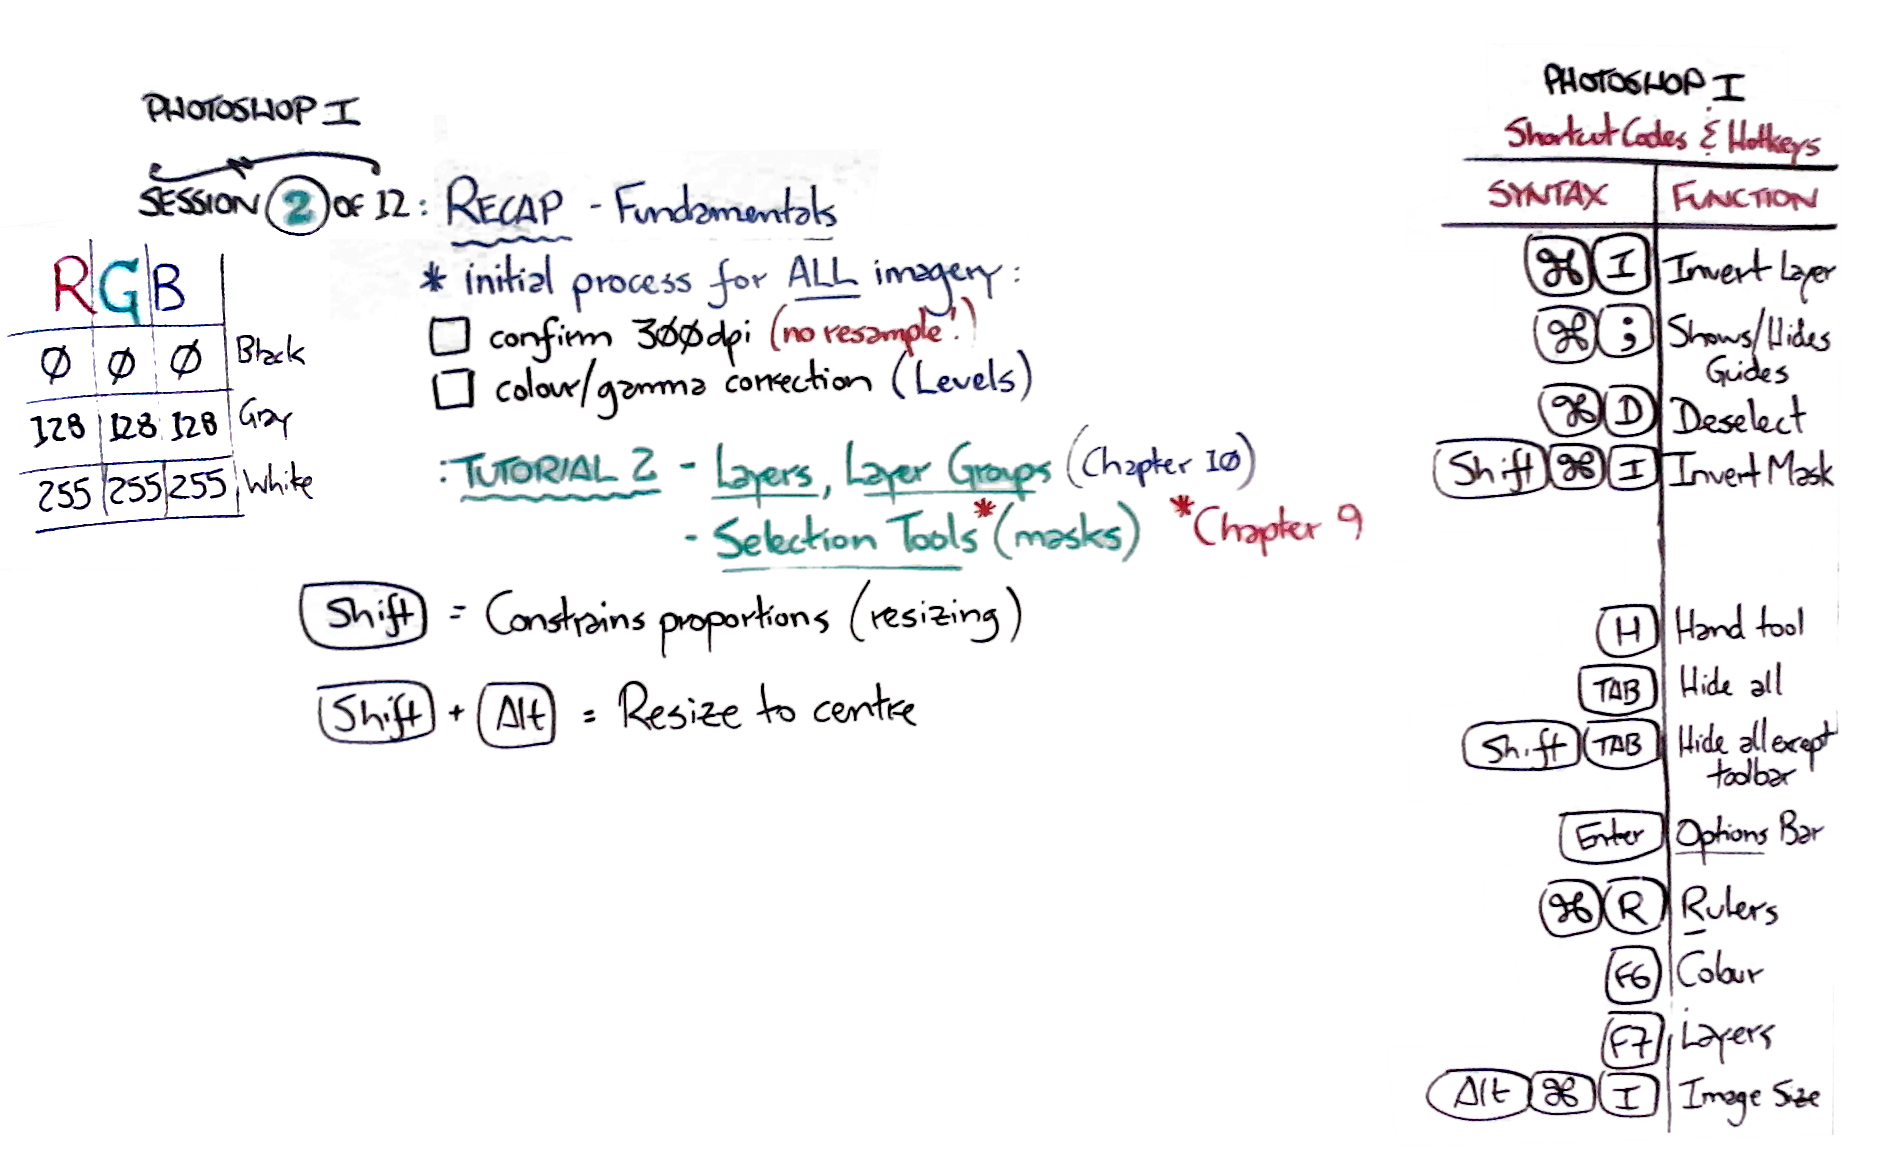 PHOTOSHOP I
SESSION 2 OF 12: RECAP - Fundamentals
R G B
Ø Ø Ø Black
128 128 128 Gray
255 255 255 White
* initial process for ALL imagery:
confirm 3ØØdpi (no resample!)
colour/gamma correction (Levels)
: TUTORIAL 2 - Layers, Layer Groups (Chapter 1Ø)
- Selection Tools* (masks) *Chapter 9
Shift = Constrains proportions (resizing)
Shift + Alt = Resize to centre
PHOTOSHOP I
Shortcut Codes & Hotkeys
SYNTAX FUNCTION
⌘ I Invert Layer
⌘ ; Shows/Hides
Guides
⌘ D Deselect
Shift ⌘ I Invert Mask
H Hand tool
TAB Hide all
Shift TAB Hide all exept
toolbar
Enter Options Bar
⌘ R Rulers
F6 Colour
F7 Layers
Alt ⌘ I Image Size